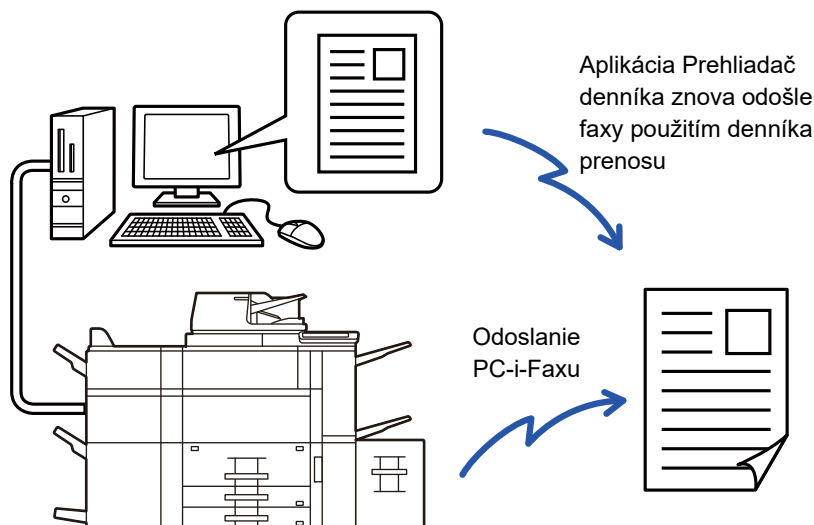 Aplikácia Prehliadač
denníka znova odošle
faxy použitím denníka
prenosu
Odoslanie
PC-i-Faxu